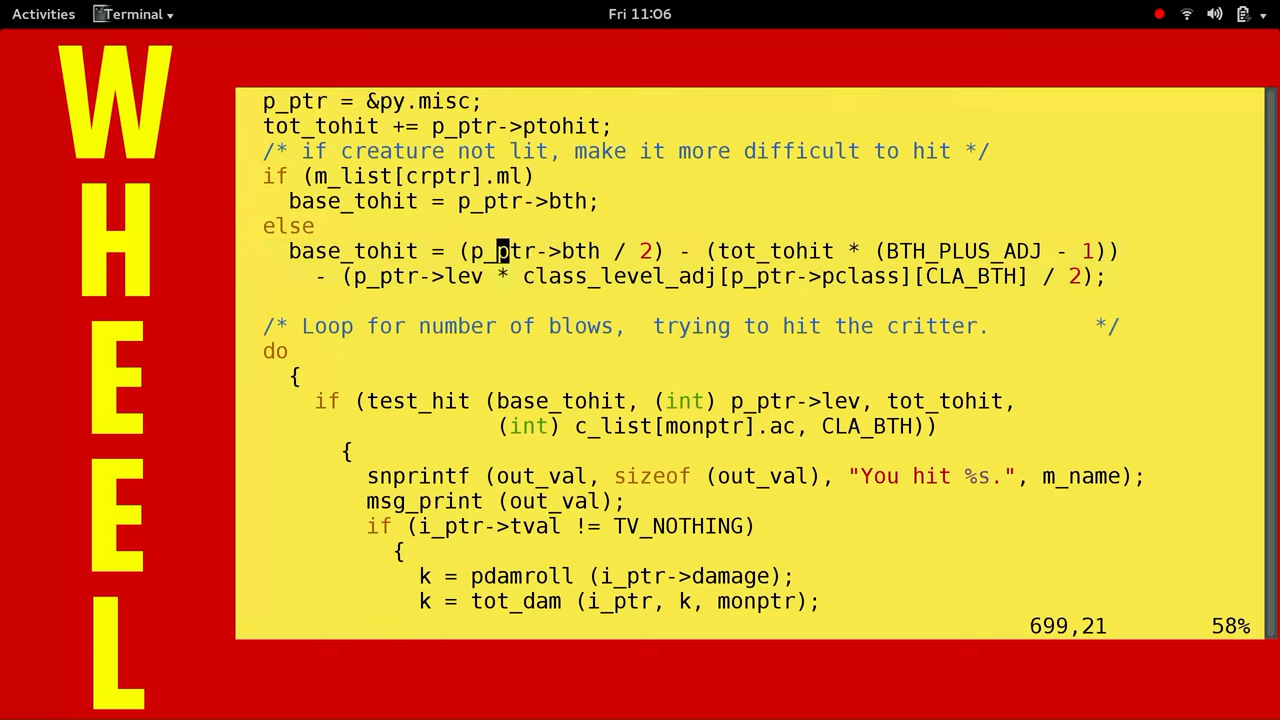 Activities Terminal Fri 11:06
WHEEL
p_ptr = &py.misc;
tot_tohit += p_ptr->ptohit;
/* if creature not lit, make it more difficult to hit */
if (m_list[crptr].ml)
base_tohit = p_ptr->bth;
else
base_tohit = (p_ptr->bth / 2) - (tot_tohit * (BTH_PLUS_ADJ - 1))
- (p_ptr->lev * class_level_adj[p_ptr->pclass][CLA_BTH] / 2);
/* Loop for number of blows,  trying to hit the critter.        */
do
{
if (test_hit (base_tohit, (int) p_ptr->lev, tot_tohit,
(int) c_list[monptr].ac, CLA_BTH))
{
snprintf (out_val, sizeof (out_val), "You hit %s.", m_name);
msg_print (out_val);
if (i_ptr->tval != TV_NOTHING)
{
k = pdamroll (i_ptr->damage);
k = tot_dam (i_ptr, k, monptr);
699,21 58%